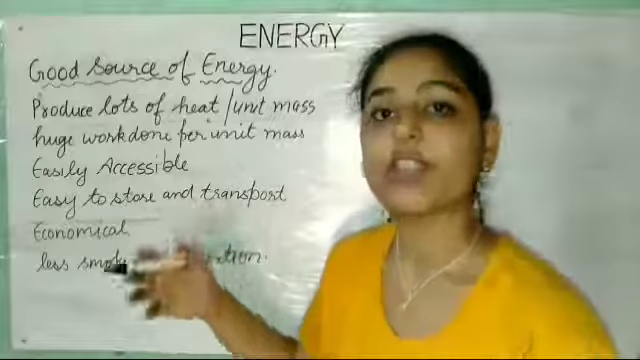 ENERGY
Good Source of Energy.
Produce lots of heat /unit mass
huge workdone per unit mass
Easily Accessible
Easy to store and transport
Economical
less